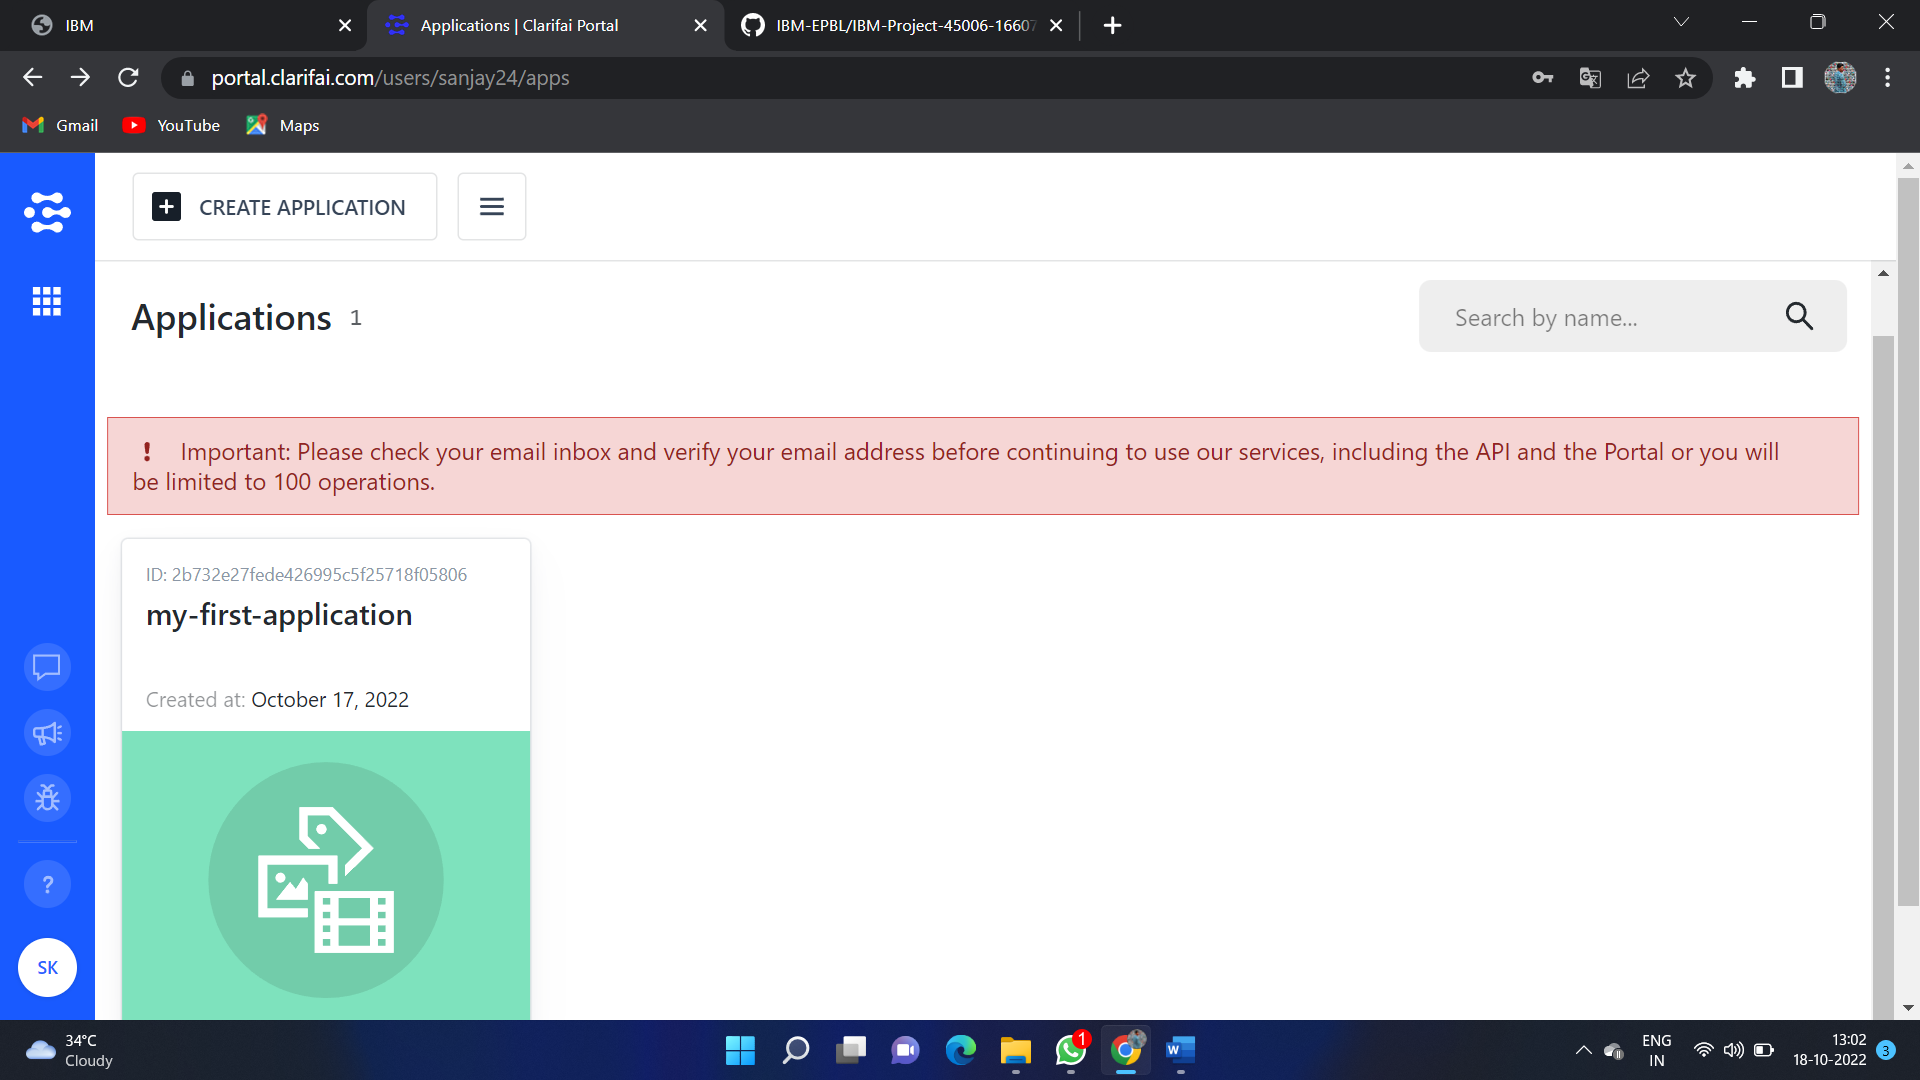 IBM
Applications | Clarifai Portal
IBM-EPBL/IBM-Project-45006-16607
portal.clarifai.com/users/sanjay24/apps
Gmail
YouTube
Maps
CREATE APPLICATION
Applications 1
Search by name...
! Important: Please check your email inbox and verify your email address before continuing to use our services, including the API and the Portal or you will
be limited to 100 operations.
ID: 2b732e27fede426995c5f25718f05806
my-first-application
Created at: October 17, 2022
?
SK
34°C
Cloudy
1
W
ENG
IN
13:02
18-10-2022
3